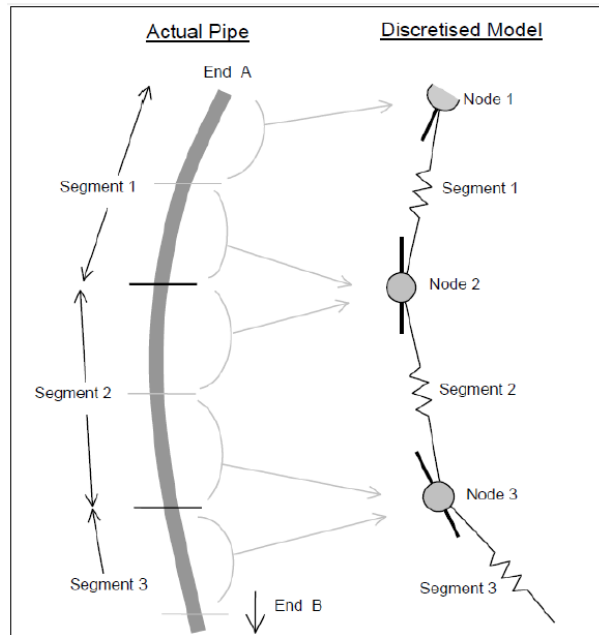 Actual Pipe
Discretised Model
End A
Node 1
Segment 1
Segment 1
Node 2
Segment 2
Segment 2
Node 3
Segment 3
Segment 3
End B